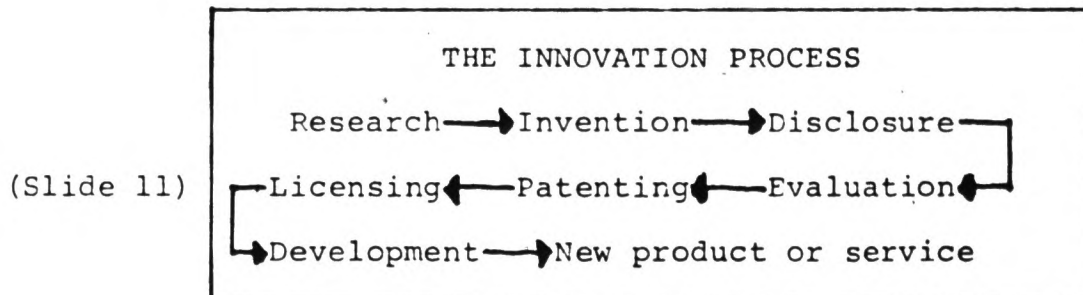 THE INNOVATION PROCESS
Research Invention Disclosure
(Slide 11) Licensing Patenting Evaluation
Development New product or service